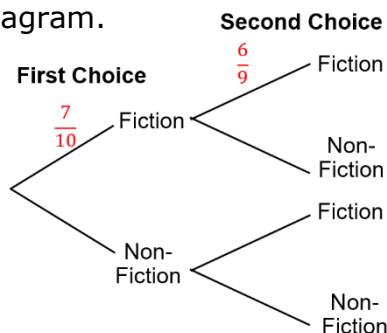 agram.
Second Choice
First Choice
6
9
Fiction
7
10
Fiction
Non-
Fiction
Fiction
Non-
Fiction
Non-
Fiction